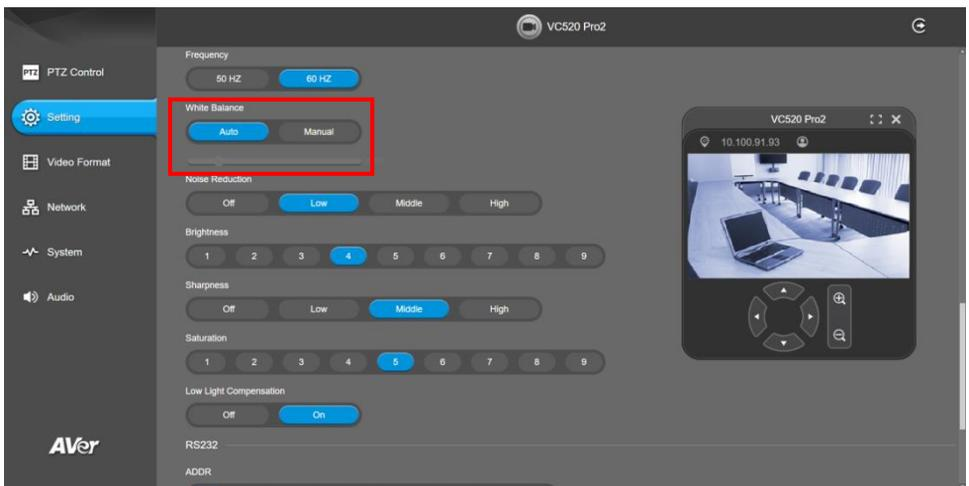 VC520 Pro2
PTZ PTZ Control
Setting
Video Format
Network
System
Audio
AVer
Frequency
50 HZ 60 HZ
White Balance
Auto Manual
Noise Reduction
Off Low Middle High
Brightness
1 2 3 4 5 6 7 8 9
Sharpness
Off Low Middle High
Saturation
1 2 3 4 5 6 7 8 9
Low Light Compensation
Off On
RS232
ADDR
VC520 Pro2
10.100.91.93